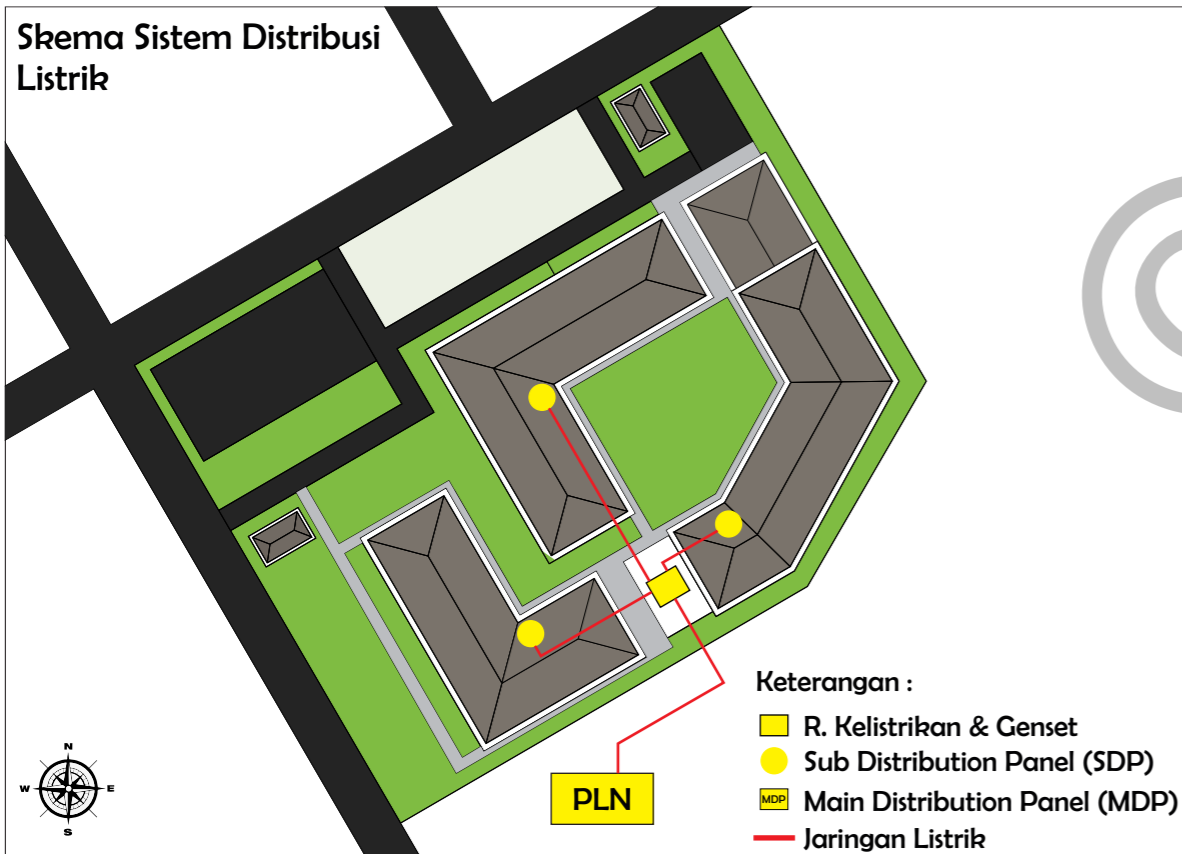 Skema Sistem Distribusi
Listrik
N
W E
S
PLN
Keterangan :
R. Kelistrikan & Genset
Sub Distribution Panel (SDP)
MDP Main Distribution Panel (MDP)
Jaringan Listrik